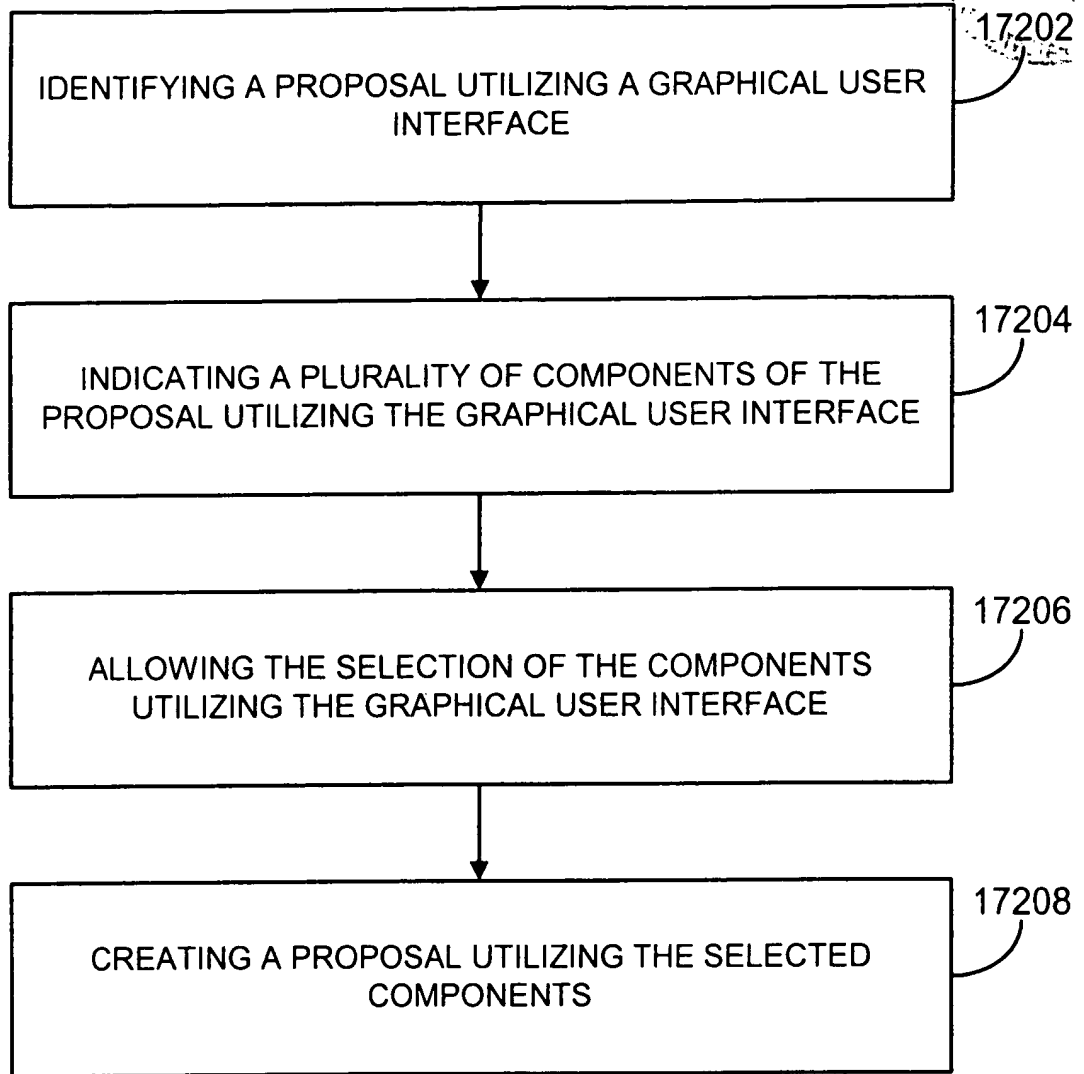 17202
IDENTIFYING A PROPOSAL UTILIZING A GRAPHICAL USER
INTERFACE
17204
INDICATING A PLURALITY OF COMPONENTS OF THE
PROPOSAL UTILIZING THE GRAPHICAL USER INTERFACE
17206
ALLOWING THE SELECTION OF THE COMPONENTS
UTILIZING THE GRAPHICAL USER INTERFACE
17208
CREATING A PROPOSAL UTILIZING THE SELECTED
COMPONENTS